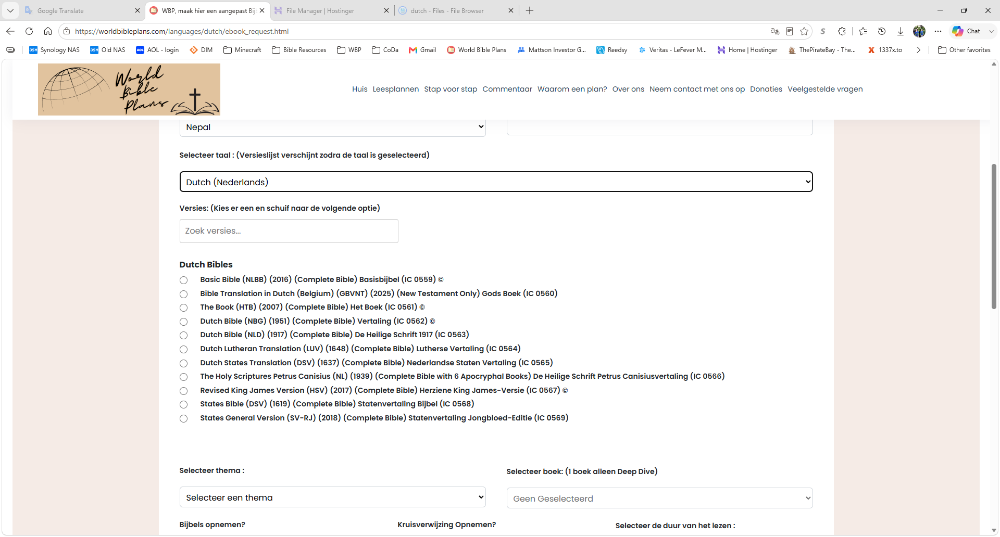 Google Translate
WBP, maak hier een aangepast Bij
File Manager | Hostinger
dutch - Files - File Browser
https://worldbibleplans.com/languages/dutch/ebook_request.html
Chat
Synology NAS
Old NAS
AOL - login
DIM
Minecraft
Bible Resources
WBP
CoDa
Gmail
World Bible Plans
Mattson Investor G...
Reedsy
Veritas - LeFever M...
Home | Hostinger
ThePirateBay - The...
1337x.to
Other favorites
World
Bible
Plans
Huis Leesplannen Stap voor stap Commentaar Waarom een plan? Over ons Neem contact met ons op Donaties Veelgestelde vragen
Nepal
Selecteer taal : (Versieslijst verschijnt zodra de taal is geselecteerd)
Dutch (Nederlands)
Versies: (Kies er een en schuif naar de volgende optie)
Zoek versies...
Dutch Bibles
Basic Bible (NLBB) (2016) (Complete Bible) Basisbijbel (IC 0559) ©
Bible Translation in Dutch (Belgium) (GBVNT) (2025) (New Testament Only) Gods Boek (IC 0560)
The Book (HTB) (2007) (Complete Bible) Het Boek (IC 0561) ©
Dutch Bible (NBG) (1951) (Complete Bible) Vertaling (IC 0562) ©
Dutch Bible (NLD) (1917) (Complete Bible) De Heilige Schrift 1917 (IC 0563)
Dutch Lutheran Translation (LUV) (1648) (Complete Bible) Lutherse Vertaling (IC 0564)
Dutch States Translation (DSV) (1637) (Complete Bible) Nederlandse Staten Vertaling (IC 0565)
The Holy Scriptures Petrus Canisius (NL) (1939) (Complete Bible with 6 Apocryphal Books) De Heilige Schrift Petrus Canisiusvertaling (IC 0566)
Revised King James Version (HSV) (2017) (Complete Bible) Herziene King James-Versie (IC 0567) ©
States Bible (DSV) (1619) (Complete Bible) Statenvertaling Bijbel (IC 0568)
States General Version (SV-RJ) (2018) (Complete Bible) Statenvertaling Jongbloed-Editie (IC 0569)
Selecteer thema :
Selecteer boek: (1 boek alleen Deep Dive)
Selecteer een thema
Geen Geselecteerd
Bijbels opnemen?
Kruisverwijzing Opnemen?
Selecteer de duur van het lezen :